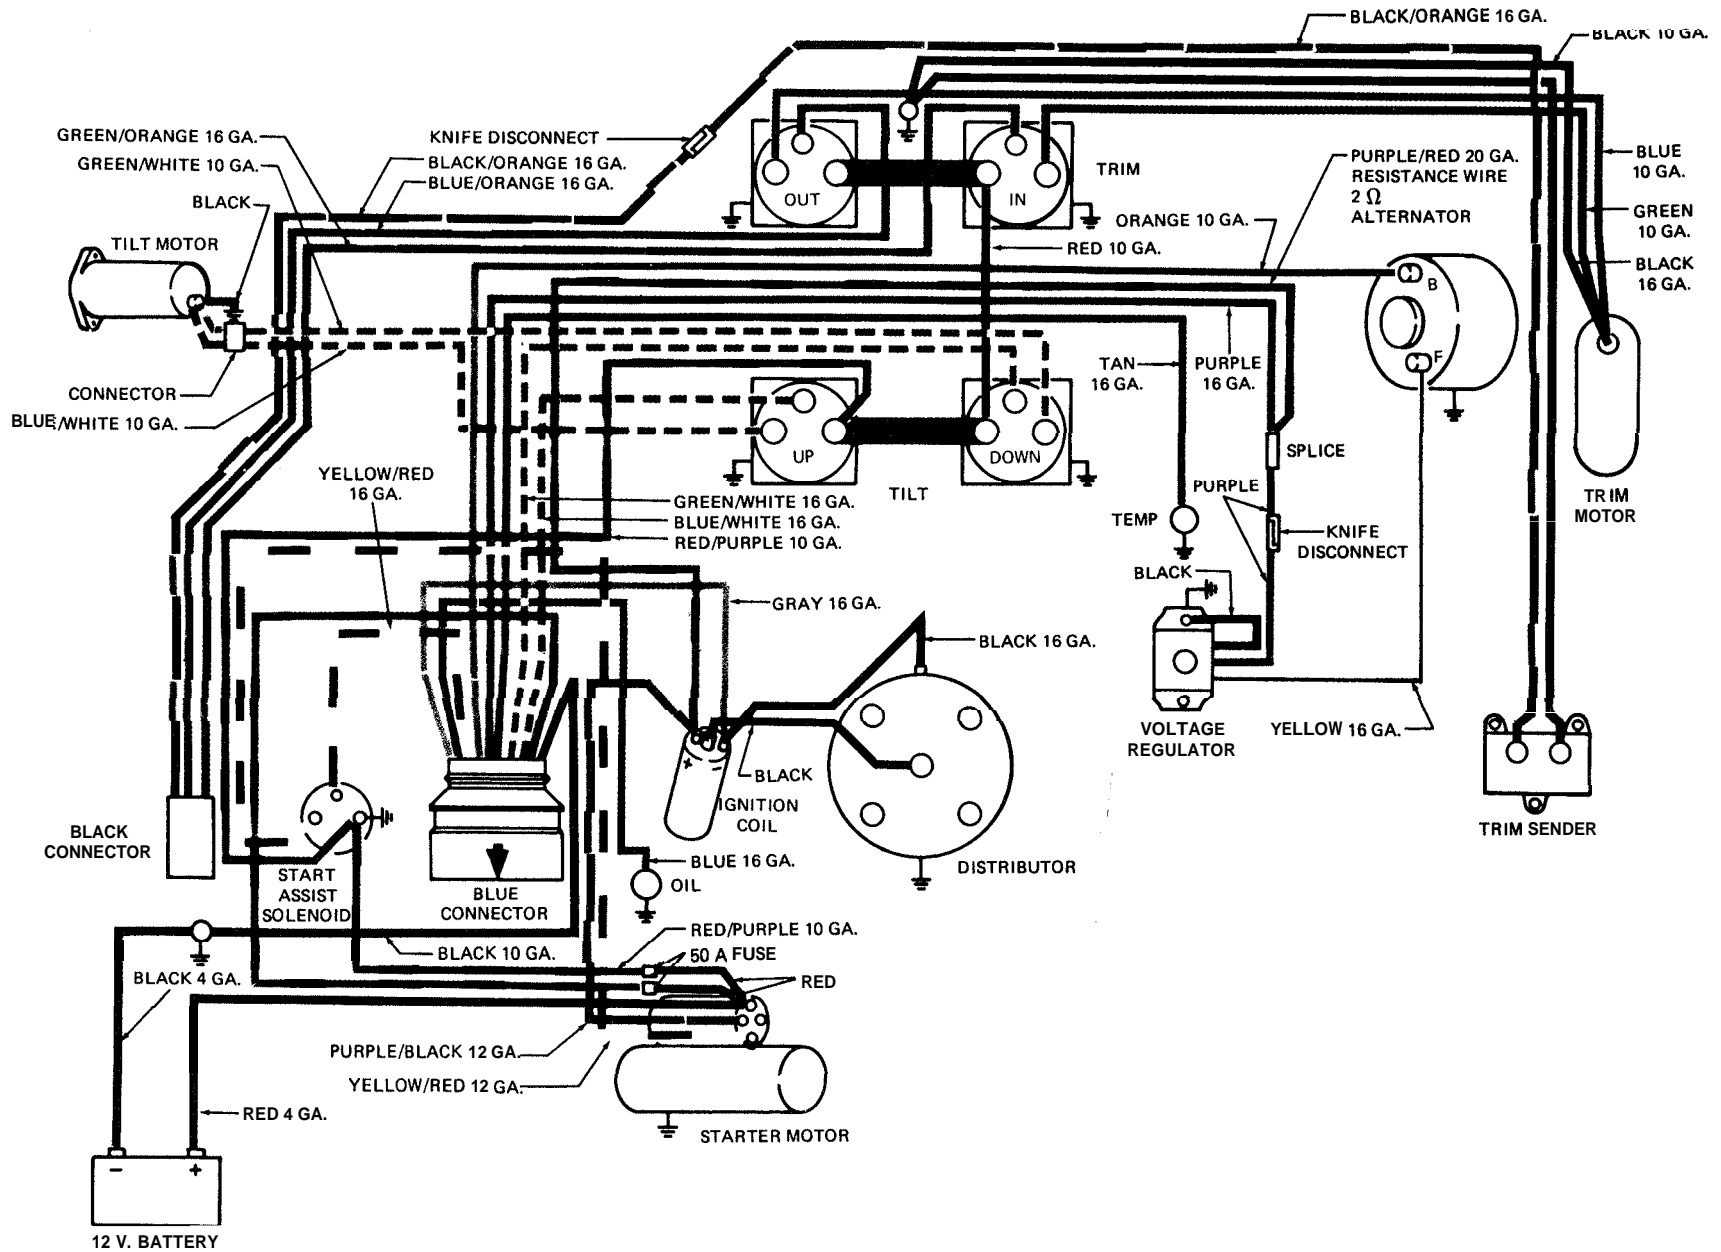 BLACK/ORANGE 16 GA.
BLACK 10 GA.
GREEN/ORANGE 16 GA.
KNIFE DISCONNECT
GREEN/WHITE 10 GA.
BLACK/ORANGE 16 GA.
BLUE/ORANGE 16 GA.
BLACK
TILT MOTOR
OUT
IN
TRIM
PURPLE/RED 20 GA.
RESISTANCE WIRE
2 Ω
ALTERNATOR
BLUE
10 GA.
GREEN
10 GA.
BLACK
16 GA.
ORANGE 10 GA.
RED 10 GA.
B
F
TAN
16 GA.
PURPLE
16 GA.
CONNECTOR
BLUE/WHITE 10 GA.
UP
DOWN
TILT
SPLICE
YELLOW/RED
16 GA.
GREEN/WHITE 16 GA.
BLUE/WHITE 16 GA.
RED/PURPLE 10 GA.
PURPLE
TEMP
KNIFE
DISCONNECT
TRIM
MOTOR
BLACK
GRAY 16 GA.
BLACK 16 GA.
VOLTAGE
REGULATOR
YELLOW 16 GA.
+
−
BLACK
IGNITION
COIL
BLACK
CONNECTOR
START
ASSIST
SOLENOID
BLUE
CONNECTOR
BLUE 16 GA.
OIL
DISTRIBUTOR
TRIM SENDER
RED/PURPLE 10 GA.
BLACK 10 GA.
50 A FUSE
BLACK 4 GA.
RED
PURPLE/BLACK 12 GA.
YELLOW/RED 12 GA.
RED 4 GA.
STARTER MOTOR
−
+
12 V. BATTERY